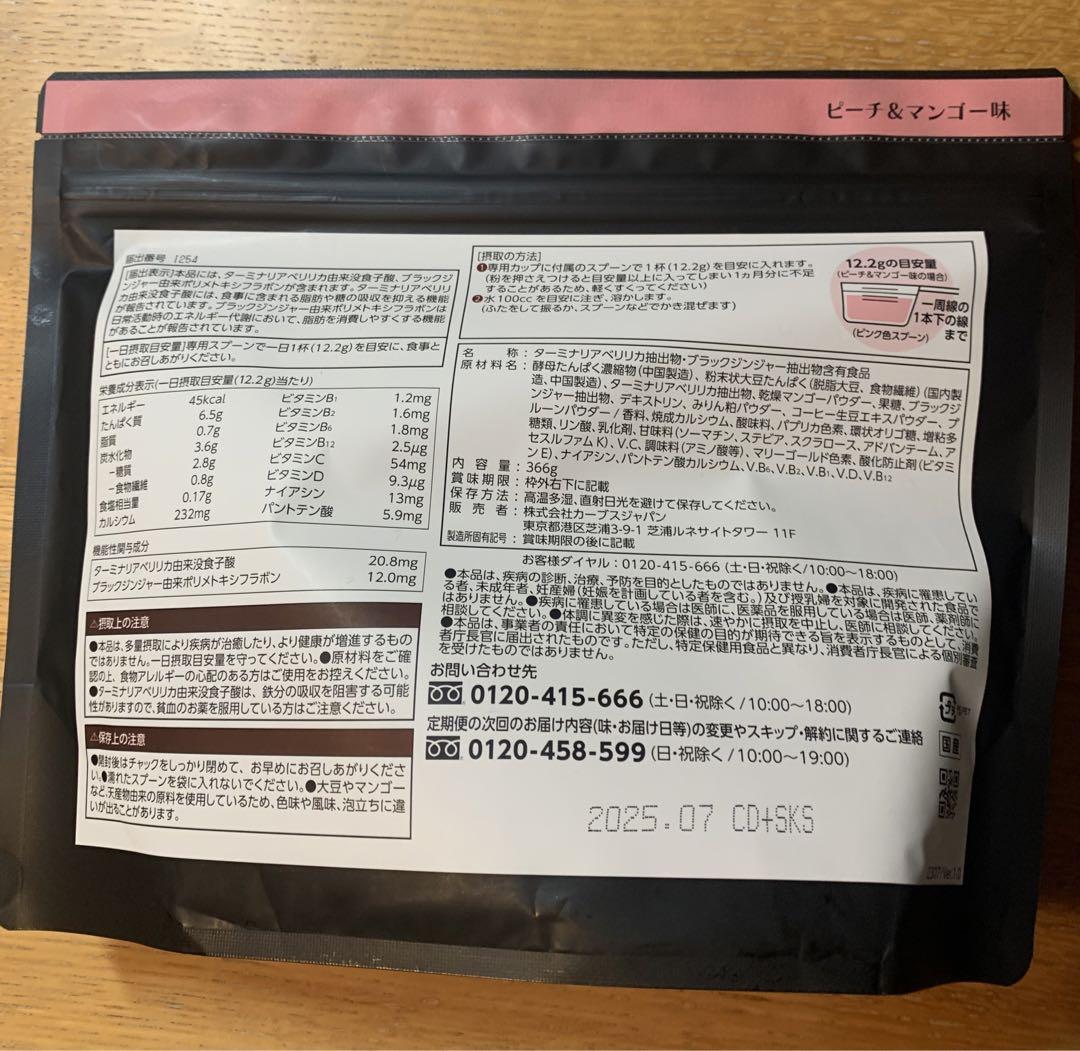 ピーチ&マンゴー味
届出番号 I254
[届出表示]本品には、ターミナリアベリリカ由来没食子酸、ブラックジ
ンジャー由来ポリメトキシフラボンが含まれます。ターミナリアベリリ
カ由来没食子酸には、食事に含まれる脂肪や糖の吸収を抑える機能
が報告されています。ブラックジンジャー由来ポリメトキシフラボンは
日常活動時のエネルギー代謝において、脂肪を消費しやすくする機能
があることが報告されています。
[一日摂取目安量]専用スプーンで一日1杯(12.2g)を目安に、食事と
ともにお召しあがりください。
栄養成分表示(一日摂取目安量(12.2g)当たり)
エネルギー 45kcal ビタミンB1 1.2mg
たんぱく質 6.5g ビタミンB2 1.6mg
脂質 0.7g ビタミンB6 1.8mg
炭水化物 3.6g ビタミンB12 2.5μg
−糖質 2.8g ビタミンC 54mg
−食物繊維 0.8g ビタミンD 9.3μg
食塩相当量 0.17g ナイアシン 13mg
カルシウム 232mg パントテン酸 5.9mg
機能性関与成分
ターミナリアベリリカ由来没食子酸 20.8mg
ブラックジンジャー由来ポリメトキシフラボン 12.0mg
⚠摂取上の注意
●本品は、多量摂取により疾病が治癒したり、より健康が増進するもの
ではありません。一日摂取目安量を守ってください。●原材料をご確
認の上、食物アレルギーの心配のある方はご使用をお控えください。
●ターミナリアベリリカ由来没食子酸は、鉄分の吸収を阻害する可能
性がありますので、貧血のお薬を服用している方はご注意ください。
⚠保存上の注意
●開封後はチャックをしっかり閉めて、お早めにお召しあがりくださ
い。●濡れたスプーンを袋に入れないでください。●大豆やマンゴー
など、天産物由来の原料を使用しているため、色味や風味、泡立ちに違
いが出ることがあります。
[摂取の方法]
❶専用カップに付属のスプーンで1杯(12.2g)を目安に入れます。
(粉を押さえつけると目安量以上に入ってしまい1ヵ月分に不足
することがあるため、軽くすくってください)
❷水100ccを目安に注ぎ、溶かします。
(ふたをして振るか、スプーンなどでかき混ぜます)
12.2gの目安量
(ピーチ&マンゴー味の場合)
一周線の
1本下の線
まで
(ピンク色スプーン)
名称:ターミナリアベリリカ抽出物・ブラックジンジャー抽出物含有食品
原材料名:酵母たんぱく濃縮物(中国製造)、粉末状大豆たんぱく(脱脂大豆、食物繊維)(国内製
造、中国製造)、ターミナリアベリリカ抽出物、乾燥マンゴーパウダー、果糖、ブラックジ
ンジャー抽出物、デキストリン、みりん粕パウダー、コーヒー生豆エキスパウダー、プ
ルーンパウダー/香料、焼成カルシウム、酸味料、パプリカ色素、環状オリゴ糖、増粘多
糖類、リン酸、乳化剤、甘味料(ソーマチン、ステビア、スクラロース、アドバンテーム、ア
セスルファムK)、V.C、調味料(アミノ酸等)、マリーゴールド色素、酸化防止剤(ビタミ
ンE)、ナイアシン、パントテン酸カルシウム、V.B6、V.B2、V.B1、V.D、V.B12
内容量:366g
賞味期限:枠外右下に記載
保存方法:高温多湿、直射日光を避けて保存してください。
販売者:株式会社カーブスジャパン
東京都港区芝浦3-9-1 芝浦ルネサイトタワー 11F
製造所固有記号:賞味期限の後に記載
お客様ダイヤル:0120-415-666(土・日・祝除く/10:00〜18:00)
●本品は、疾病の診断、治療、予防を目的としたものではありません。●本品は、疾病に罹患してい
る者、未成年者、妊産婦(妊娠を計画している者を含む。)及び授乳婦を対象に開発された食品で
はありません。●疾病に罹患している場合は医師に、医薬品を服用している場合は医師、薬剤師に
相談してください。●体調に異変を感じた際は、速やかに摂取を中止し、医師に相談してください。
●本品は、事業者の責任において特定の保健の目的が期待できる旨を表示するものとして、消費
者庁長官に届出されたものです。ただし、特定保健用食品と異なり、消費者庁長官による個別審査
を受けたものではありません。
お問い合わせ先
0120-415-666(土・日・祝除く/10:00〜18:00)
定期便の次回のお届け内容(味・お届け日等)の変更やスキップ・解約に関するご連絡
0120-458-599(日・祝除く/10:00〜19:00)
プラ
国産
2025.07 CD+SKS
2307/Ver.1.0